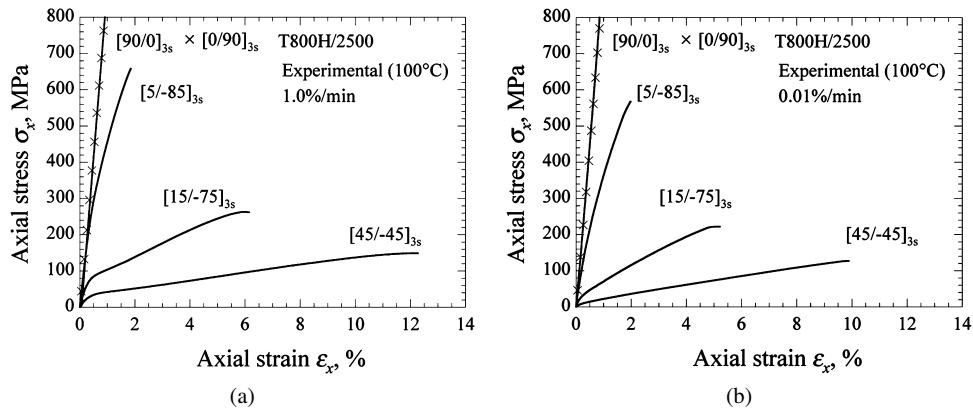 800
700
600
500
400
300
200
100
0
Axial stress σx, MPa
[90/0]3s × [0/90]3s T800H/2500
Experimental (100°C)
1.0%/min
[5/-85]3s
[15/-75]3s
[45/-45]3s
0 2 4 6 8 10 12 14
Axial strain εx, %
(a)
800
700
600
500
400
300
200
100
0
Axial stress σx, MPa
[90/0]3s × [0/90]3s T800H/2500
Experimental (100°C)
0.01%/min
[5/-85]3s
[15/-75]3s
[45/-45]3s
0 2 4 6 8 10 12 14
Axial strain εx, %
(b)